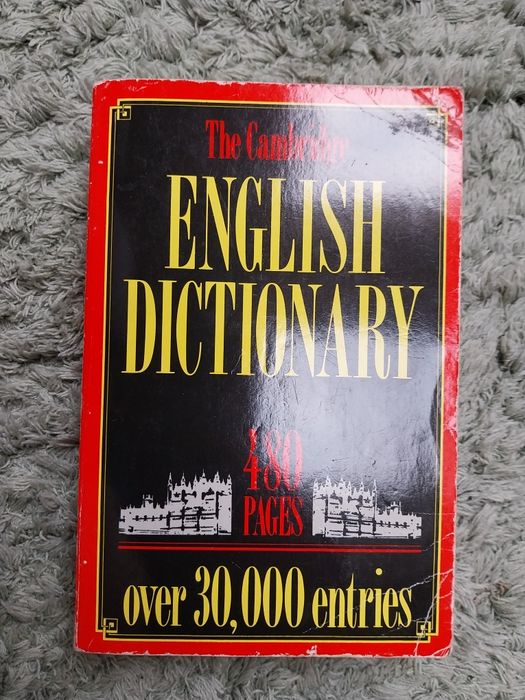 The Cambridge
ENGLISH
DICTIONARY
480
PAGES
over 30,000 entries